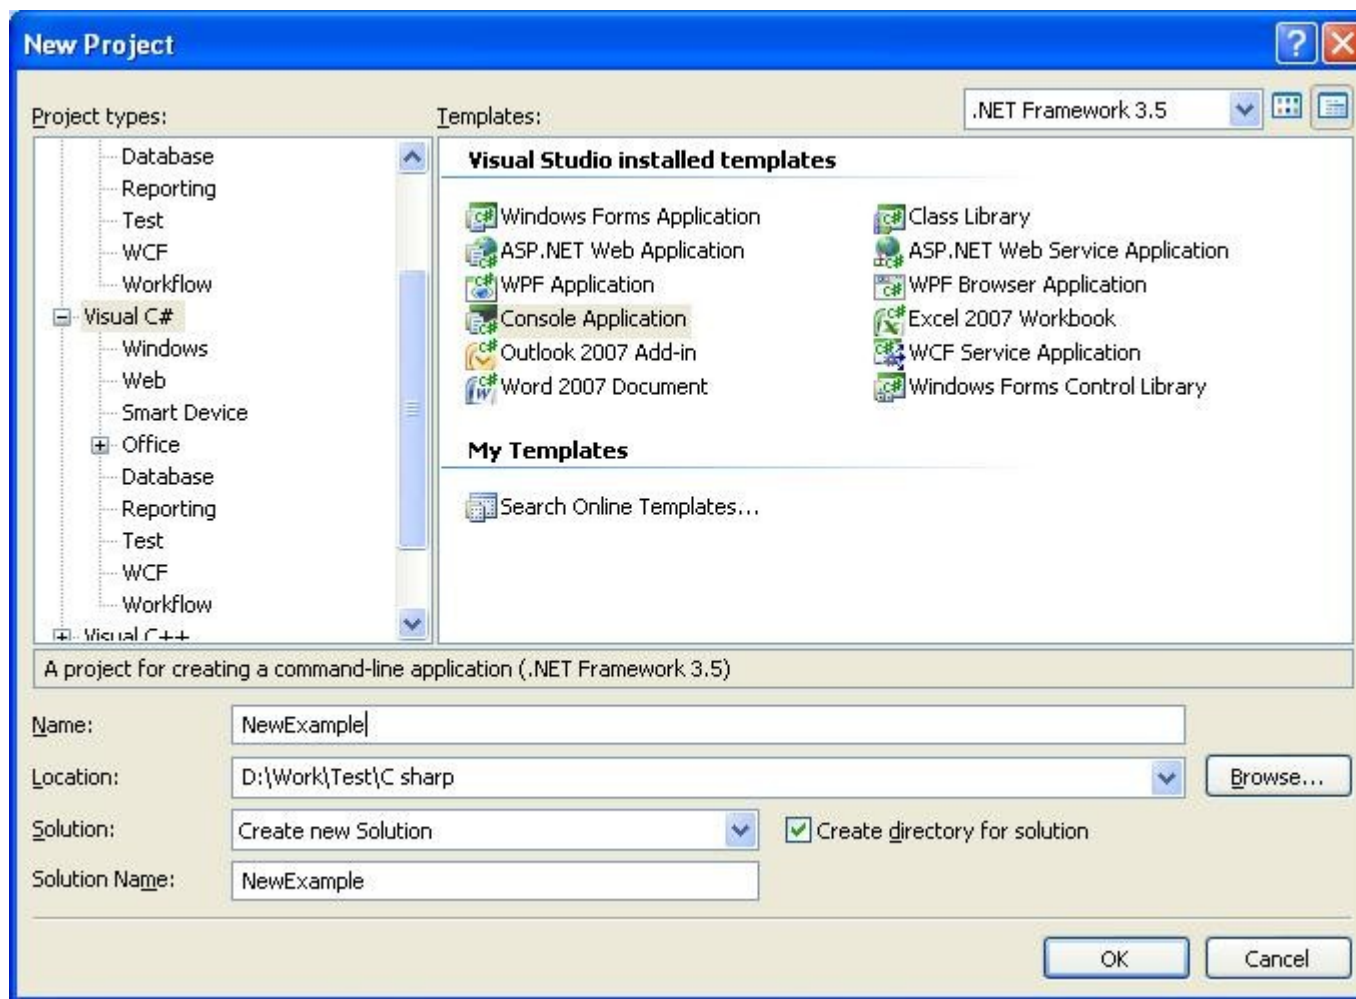 New Project
Project types:
Templates:
.NET Framework 3.5
Database
Reporting
Test
WCF
Workflow
Visual C#
Windows
Web
Smart Device
Office
Database
Reporting
Test
WCF
Workflow
Visual C++
Visual Studio installed templates
Windows Forms Application
Class Library
ASP.NET Web Application
ASP.NET Web Service Application
WPF Application
WPF Browser Application
Console Application
Excel 2007 Workbook
Outlook 2007 Add-in
WCF Service Application
Word 2007 Document
Windows Forms Control Library
My Templates
Search Online Templates...
A project for creating a command-line application (.NET Framework 3.5)
Name:
NewExample
Location:
D:\Work\Test\C sharp
Browse...
Solution:
Create new Solution
Create directory for solution
Solution Name:
NewExample
OK
Cancel